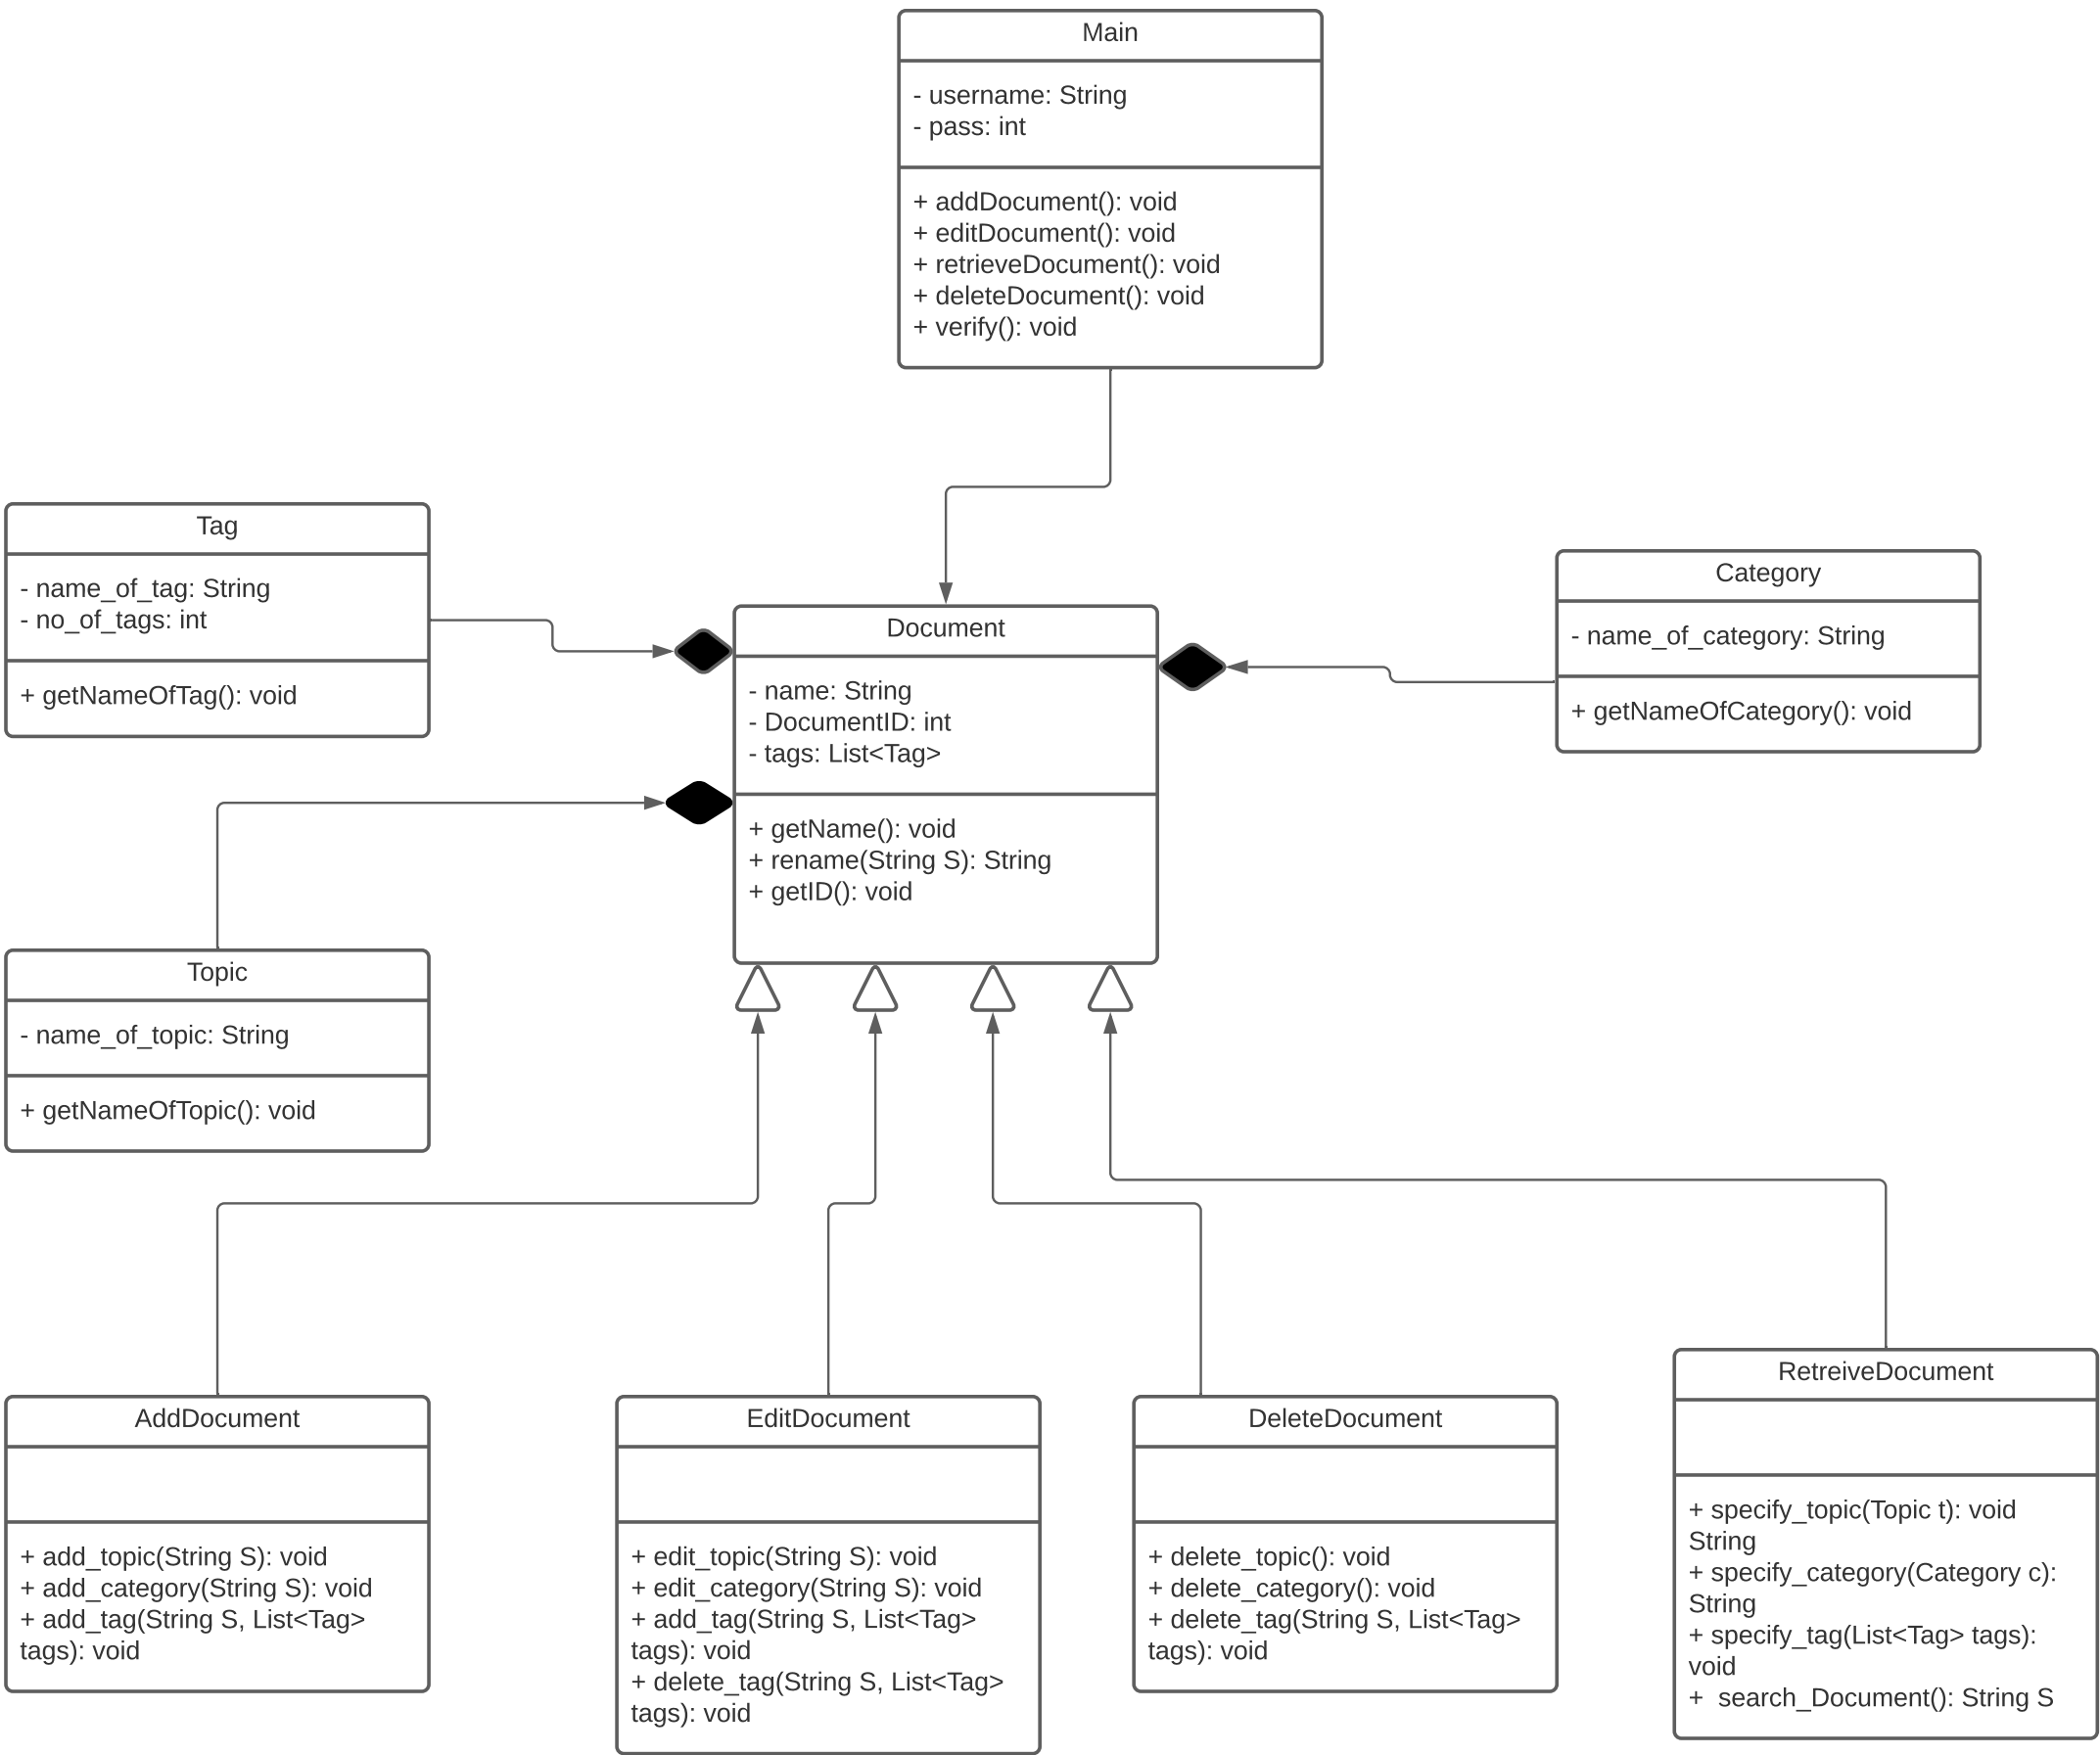 Main
- username: String
- pass: int
+ addDocument(): void
+ editDocument(): void
+ retrieveDocument(): void
+ deleteDocument(): void
+ verify(): void
Tag
- name_of_tag: String
- no_of_tags: int
+ getNameOfTag(): void
Category
- name_of_category: String
+ getNameOfCategory(): void
Document
- name: String
- DocumentID: int
- tags: List<Tag>
+ getName(): void
+ rename(String S): String
+ getID(): void
Topic
- name_of_topic: String
+ getNameOfTopic(): void
AddDocument
+ add_topic(String S): void
+ add_category(String S): void
+ add_tag(String S, List<Tag>
tags): void
EditDocument
+ edit_topic(String S): void
+ edit_category(String S): void
+ add_tag(String S, List<Tag>
tags): void
+ delete_tag(String S, List<Tag>
tags): void
DeleteDocument
+ delete_topic(): void
+ delete_category(): void
+ delete_tag(String S, List<Tag>
tags): void
RetreiveDocument
+ specify_topic(Topic t): void
String
+ specify_category(Category c):
String
+ specify_tag(List<Tag> tags):
void
+  search_Document(): String S